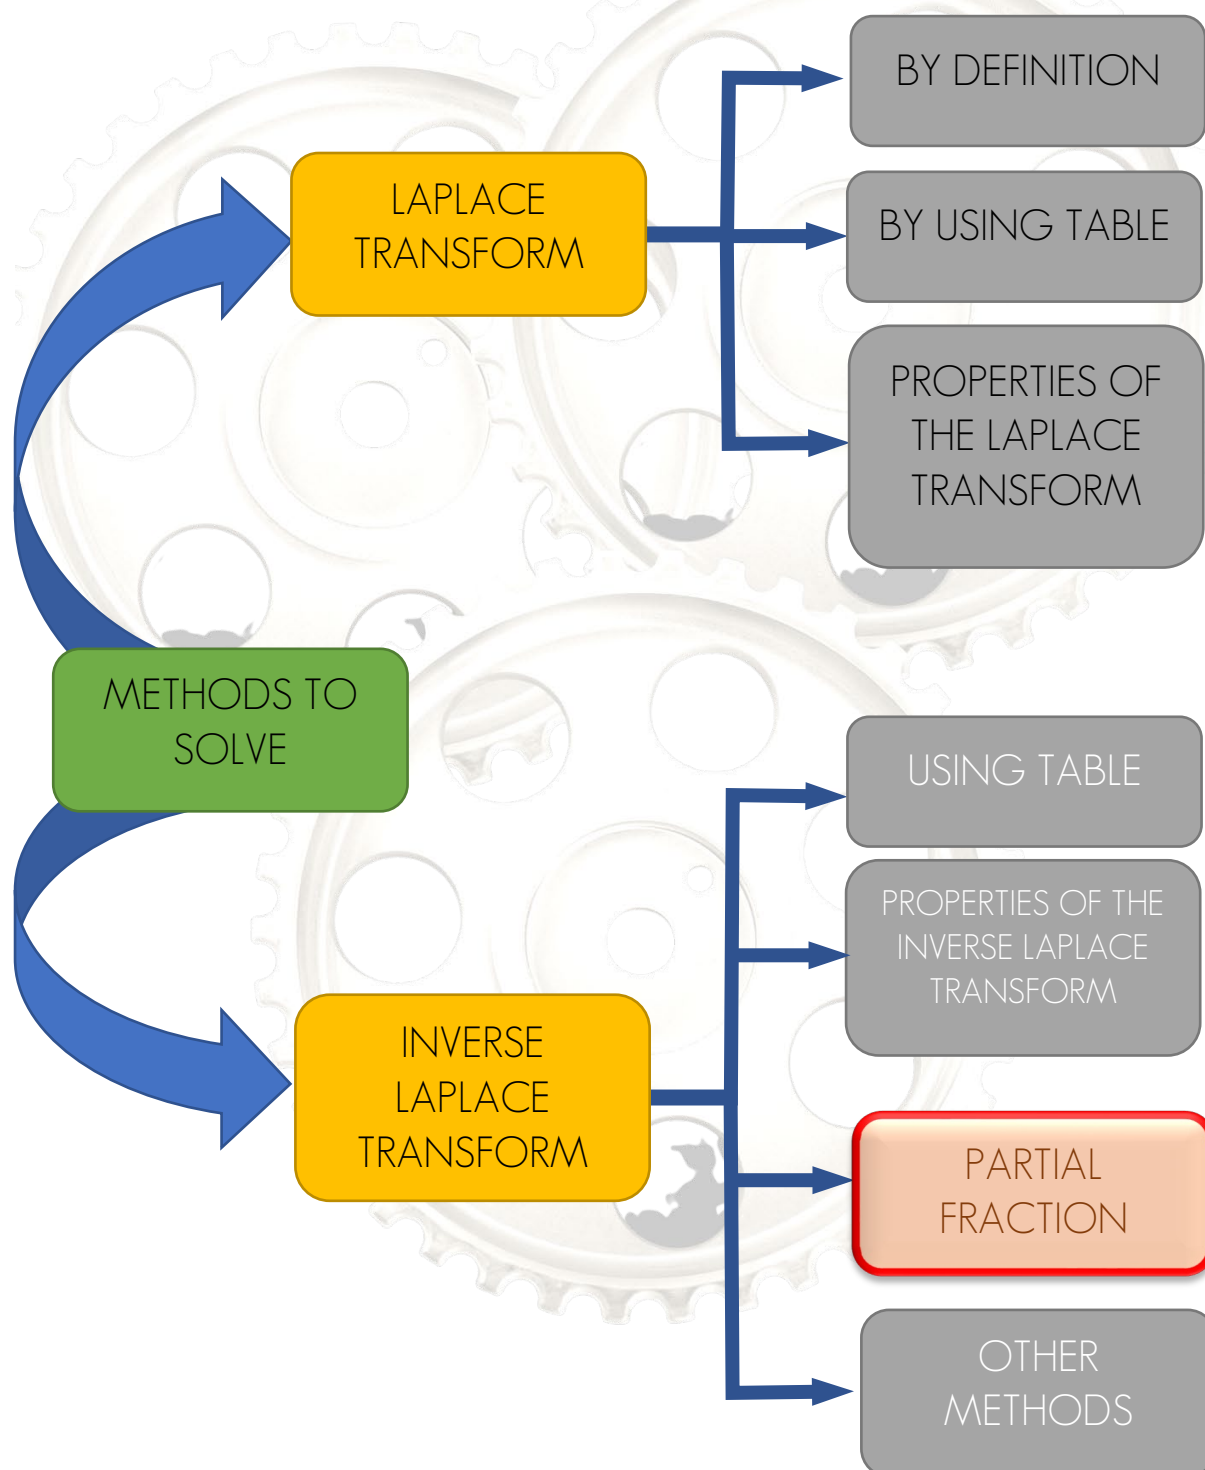 BY DEFINITION
LAPLACE
TRANSFORM
BY USING TABLE
PROPERTIES OF
THE LAPLACE
TRANSFORM
METHODS TO
SOLVE
USING TABLE
PROPERTIES OF THE
INVERSE LAPLACE
TRANSFORM
INVERSE
LAPLACE
TRANSFORM
PARTIAL
FRACTION
OTHER
METHODS